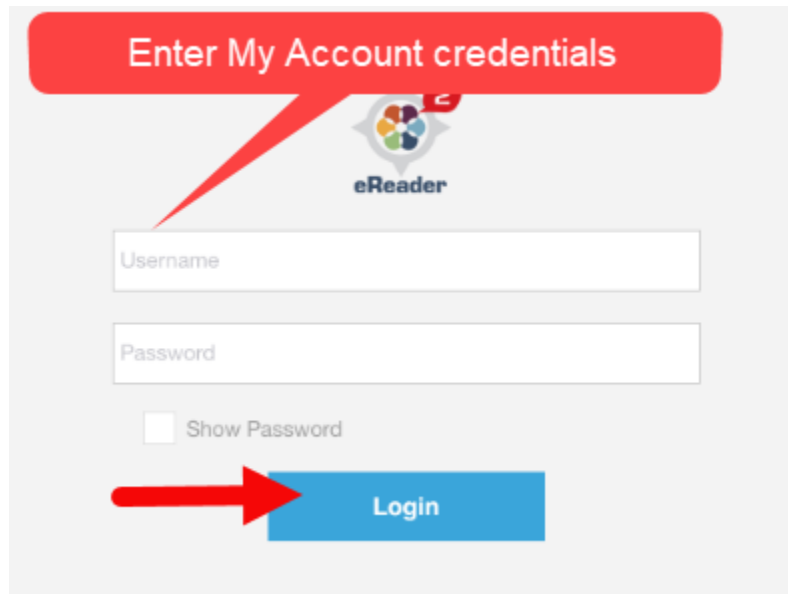 Enter My Account credentials
2
eReader
Username
Password
Show Password
Login